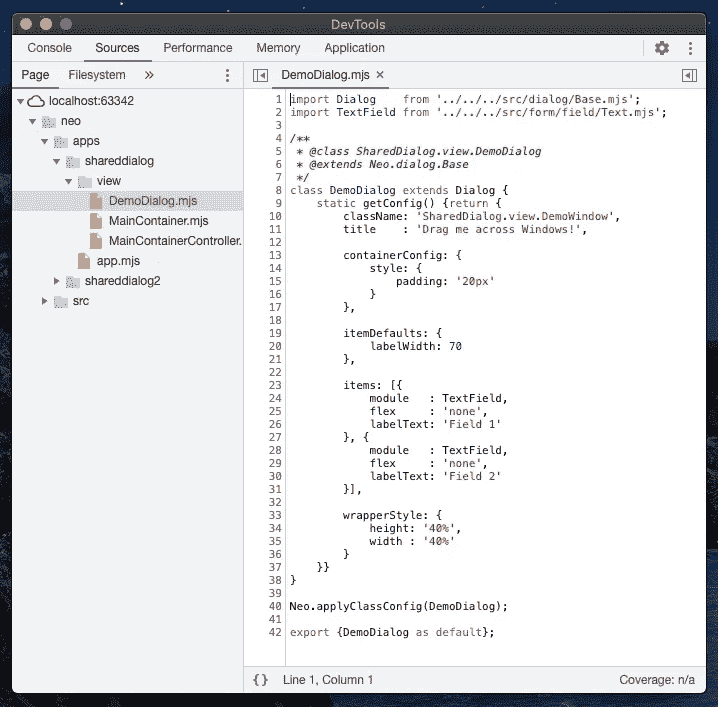 DevTools
Console Sources Performance Memory Application
Page Filesystem »
DemoDialog.mjs ×
localhost:63342
neo
apps
shareddialog
view
DemoDialog.mjs
MainContainer.mjs
MainContainerController.
app.mjs
shareddialog2
src
1 import Dialog    from '../../../src/dialog/Base.mjs';
2 import TextField from '../../../src/form/field/Text.mjs';
3
4 /**
5  * @class SharedDialog.view.DemoDialog
6  * @extends Neo.dialog.Base
7  */
8 class DemoDialog extends Dialog {
9     static getConfig() {return {
10         className: 'SharedDialog.view.DemoWindow',
11         title    : 'Drag me across Windows!',
12
13         containerConfig: {
14             style: {
15                 padding: '20px'
16             }
17         },
18
19         itemDefaults: {
20             labelWidth: 70
21         },
22
23         items: [{
24             module   : TextField,
25             flex     : 'none',
26             labelText: 'Field 1'
27         }, {
28             module   : TextField,
29             flex     : 'none',
30             labelText: 'Field 2'
31         }],
32
33         wrapperStyle: {
34             height: '40%',
35             width : '40%'
36         }
37     }}
38 }
39
40 Neo.applyClassConfig(DemoDialog);
41
42 export {DemoDialog as default};
{} Line 1, Column 1
Coverage: n/a